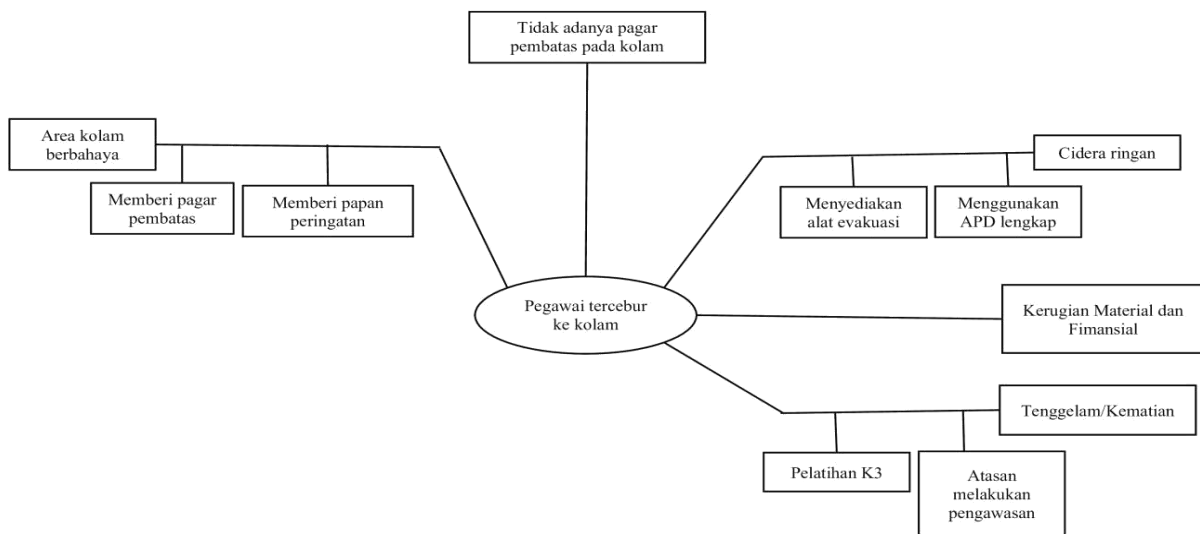 Tidak adanya pagar
pembatas pada kolam
Area kolam
berbahaya
Memberi pagar
pembatas
Memberi papan
peringatan
Cidera ringan
Menyediakan
alat evakuasi
Menggunakan
APD lengkap
Pegawai tercebur
ke kolam
Kerugian Material dan
Fimansial
Tenggelam/Kematian
Pelatihan K3
Atasan
melakukan
pengawasan